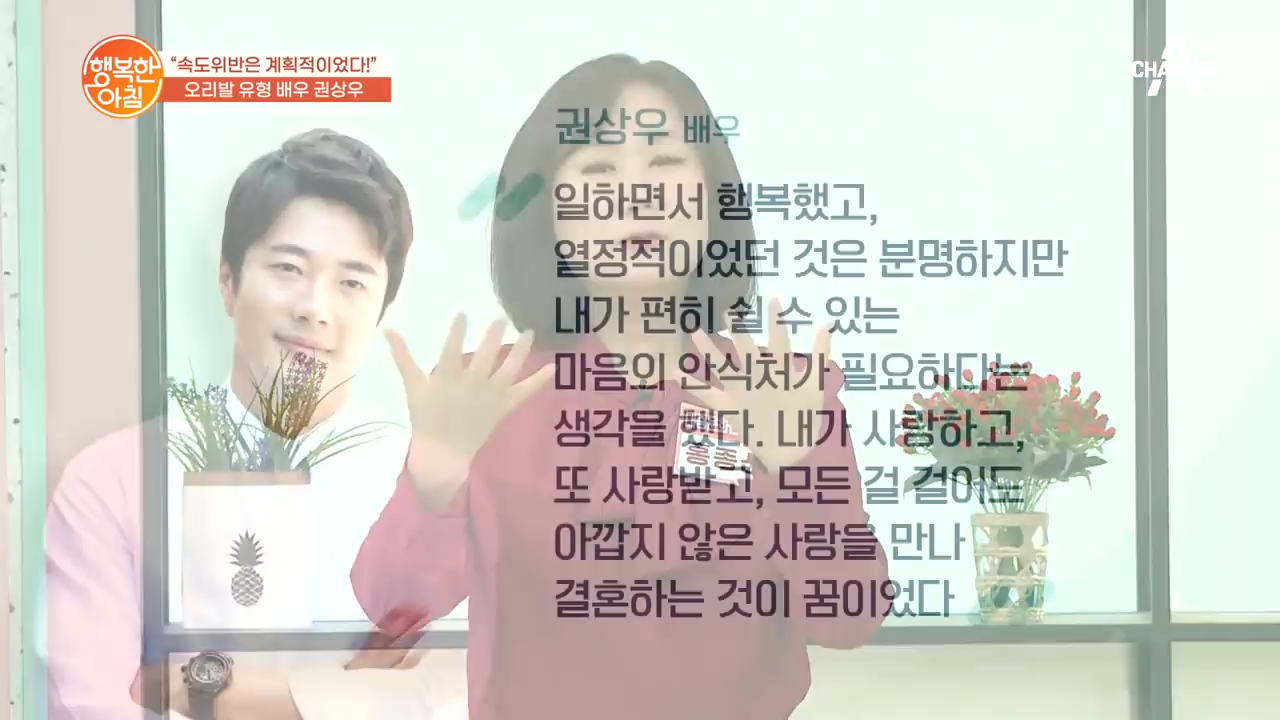 행복한
아침
“속도위반은 계획적이었다!”
오리발 유형 배우 권상우
CHANNEL A
권상우 배우
일하면서 행복했고,
열정적이었던 것은 분명하지만
내가 편히 쉴 수 있는
마음의 안식처가 필요하다는
생각을 했다. 내가 사랑하고,
또 사랑받고, 모든 걸 걸어도
아깝지 않은 사랑을 만나
결혼하는 것이 꿈이었다
홍종